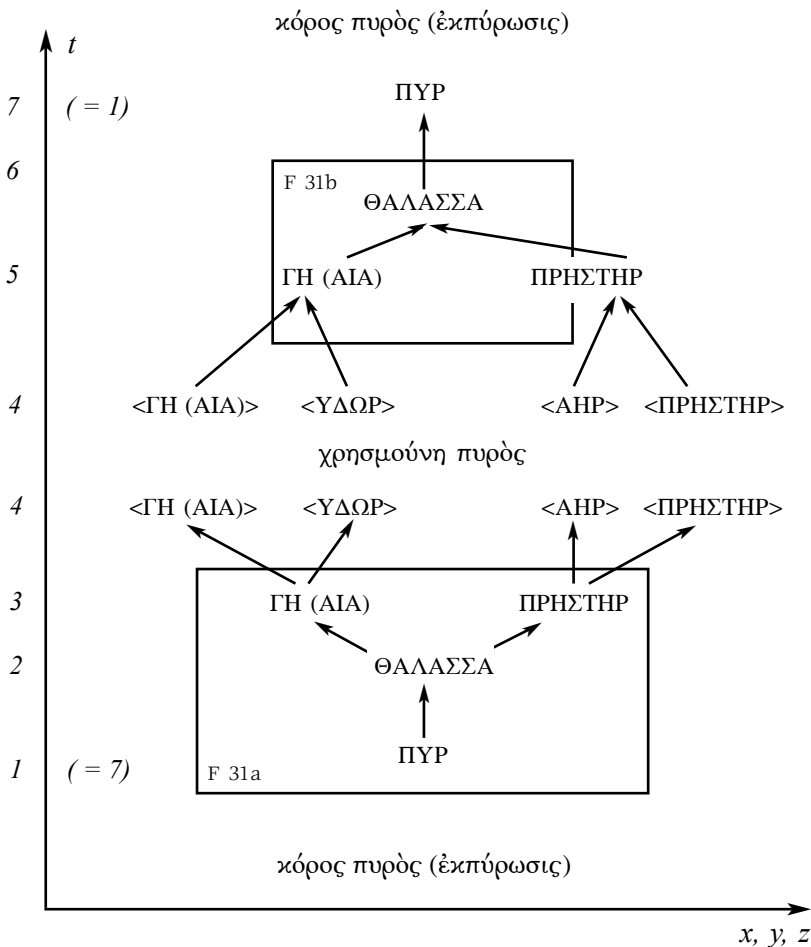 ϰόρος πυρὸς (ἐϰπύρωσις)
t
7 ( = 1) ΠΥΡ
6
F 31b
ΘΑΛΑΣΣΑ
5 ΓΗ (ΑΙΑ) ΠΡΗΣΤΗΡ
4 <ΓΗ (ΑΙΑ)> <ΥΔΩΡ> <ΑΗΡ> <ΠΡΗΣΤΗΡ>
χρησμούνη πυρὸς
4 <ΓΗ (ΑΙΑ)> <ΥΔΩΡ> <ΑΗΡ> <ΠΡΗΣΤΗΡ>
3 ΓΗ (ΑΙΑ) ΠΡΗΣΤΗΡ
2 ΘΑΛΑΣΣΑ
ΠΥΡ
1 ( = 7) F 31a
ϰόρος πυρὸς (ἐϰπύρωσις)
x, y, z